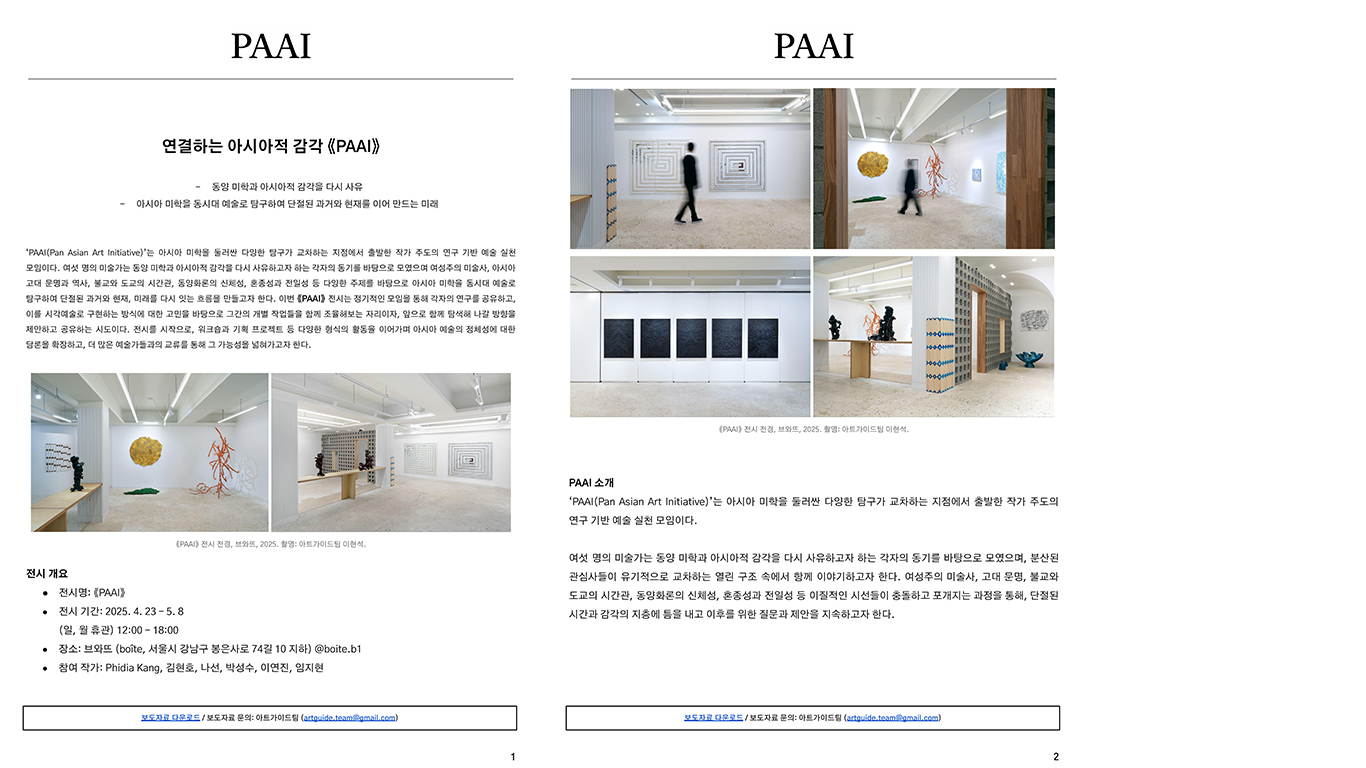 PAAI
연결하는 아시아적 감각 《PAAI》
- 동양 미학과 아시아적 감각을 다시 사유
- 아시아 미학을 동시대 예술로 탐구하여 단절된 과거와 현재를 이어 만드는 미래
‘PAAI(Pan Asian Art Initiative)’는 아시아 미학을 둘러싼 다양한 탐구가 교차하는 지점에서 출발한 작가 주도의 연구 기반 예술 실천
모임이다. 여섯 명의 미술가는 동양 미학과 아시아적 감각을 다시 사유하고자 하는 각자의 동기를 바탕으로 모였으며 여성주의 미술사, 아시아
고대 문명과 역사, 불교와 도교의 시간관, 동양화론의 신체성, 혼종성과 전일성 등 다양한 주제를 바탕으로 아시아 미학을 동시대 예술로
탐구하여 단절된 과거와 현재, 미래를 다시 잇는 흐름을 만들고자 한다. 이번 《PAAI》 전시는 정기적인 모임을 통해 각자의 연구를 공유하고,
이를 시각예술로 구현하는 방식에 대한 고민을 바탕으로 그간의 개별 작업들을 함께 조율해보는 자리이자, 앞으로 함께 탐색해 나갈 방향을
제안하고 공유하는 시도이다. 전시를 시작으로, 워크숍과 기획 프로젝트 등 다양한 형식의 활동을 이어가며 아시아 예술의 정체성에 대한
담론을 확장하고, 더 많은 예술가들과의 교류를 통해 그 가능성을 넓혀가고자 한다.
《PAAI》 전시 전경, 브와뜨, 2025. 촬영: 아트가이드팀 이현석.
전시 개요
● 전시명: 《PAAI》
● 전시 기간: 2025. 4. 23 – 5. 8
(일, 월 휴관) 12:00 – 18:00
● 장소: 브와뜨 (boîte, 서울시 강남구 봉은사로 74길 10 지하) @boite.b1
● 참여 작가: Phidia Kang, 김현호, 나선, 박성수, 이연진, 임지현
보도자료 다운로드 / 보도자료 문의: 아트가이드팀 (artguide.team@gmail.com)
1
PAAI
《PAAI》 전시 전경, 브와뜨, 2025. 촬영: 아트가이드팀 이현석.
PAAI 소개
‘PAAI(Pan Asian Art Initiative)’는 아시아 미학을 둘러싼 다양한 탐구가 교차하는 지점에서 출발한 작가 주도의
연구 기반 예술 실천 모임이다.
여섯 명의 미술가는 동양 미학과 아시아적 감각을 다시 사유하고자 하는 각자의 동기를 바탕으로 모였으며, 분산된
관심사들이 유기적으로 교차하는 열린 구조 속에서 함께 이야기하고자 한다. 여성주의 미술사, 고대 문명, 불교와
도교의 시간관, 동양화론의 신체성, 혼종성과 전일성 등 이질적인 시선들이 충돌하고 포개지는 과정을 통해, 단절된
시간과 감각의 지층에 틈을 내고 이후를 위한 질문과 제안을 지속하고자 한다.
보도자료 다운로드 / 보도자료 문의: 아트가이드팀 (artguide.team@gmail.com)
2